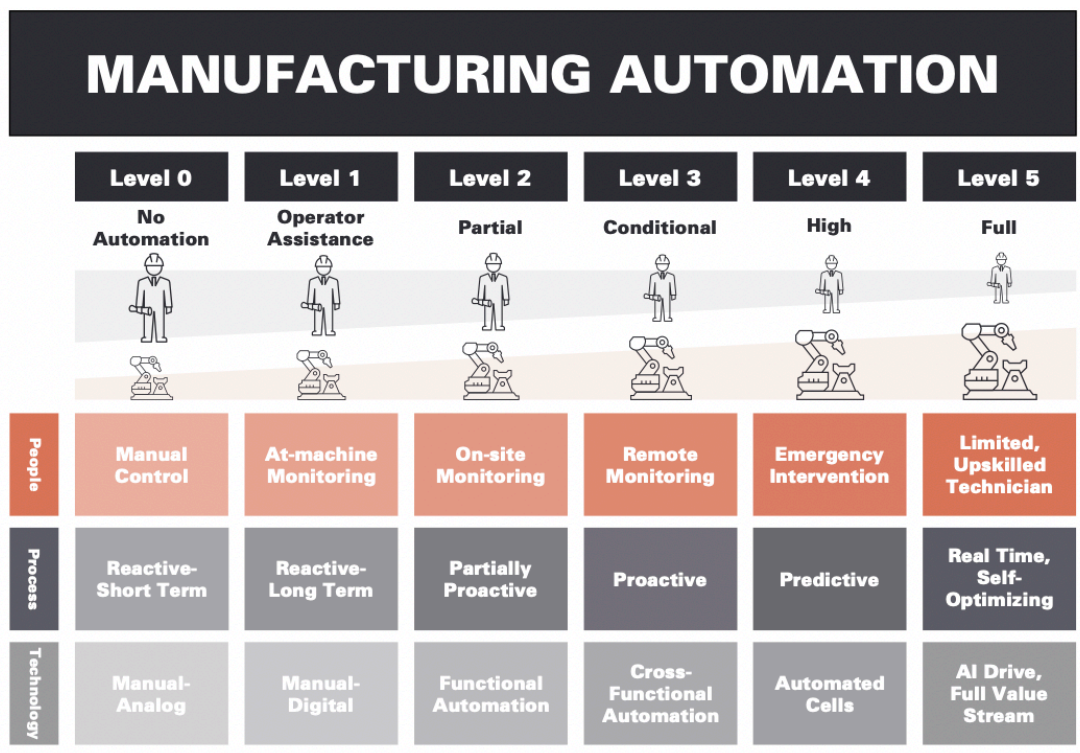 MANUFACTURING AUTOMATION
Level 0
Level 1
Level 2
Level 3
Level 4
Level 5
No
Automation
Operator
Assistance
Partial
Conditional
High
Full
People
Manual
Control
At-machine
Monitoring
On-site
Monitoring
Remote
Monitoring
Emergency
Intervention
Limited,
Upskilled
Technician
Process
Reactive-
Short Term
Reactive-
Long Term
Partially
Proactive
Proactive
Predictive
Real Time,
Self-
Optimizing
Technology
Manual-
Analog
Manual-
Digital
Functional
Automation
Cross-
Functional
Automation
Automated
Cells
AI Drive,
Full Value
Stream